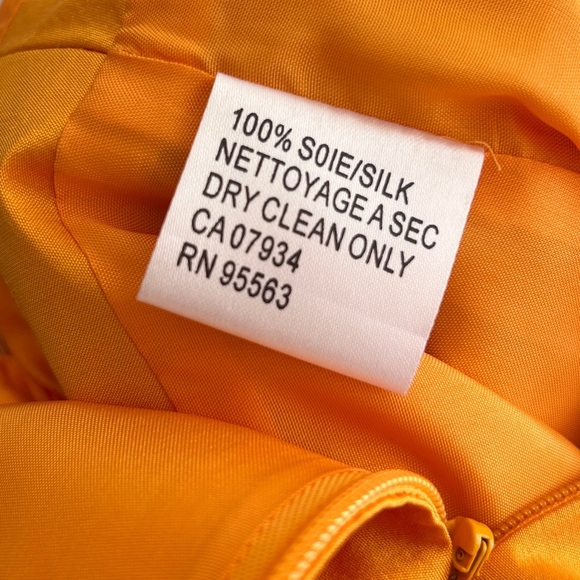 100% S0IE/SILK
NETTOYAGE A SEC
DRY CLEAN ONLY
CA 07934
RN 95563